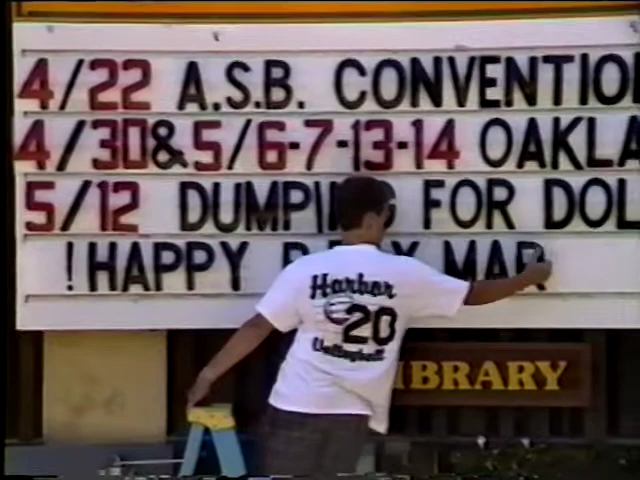 4/22 A.S.B. CONVENTIO
4/30&5/6-7-13-14 OAKLA
5/12 DUMPI FOR DOL
!HAPPY MAR
Harbor
20
Volleyball
LIBRARY